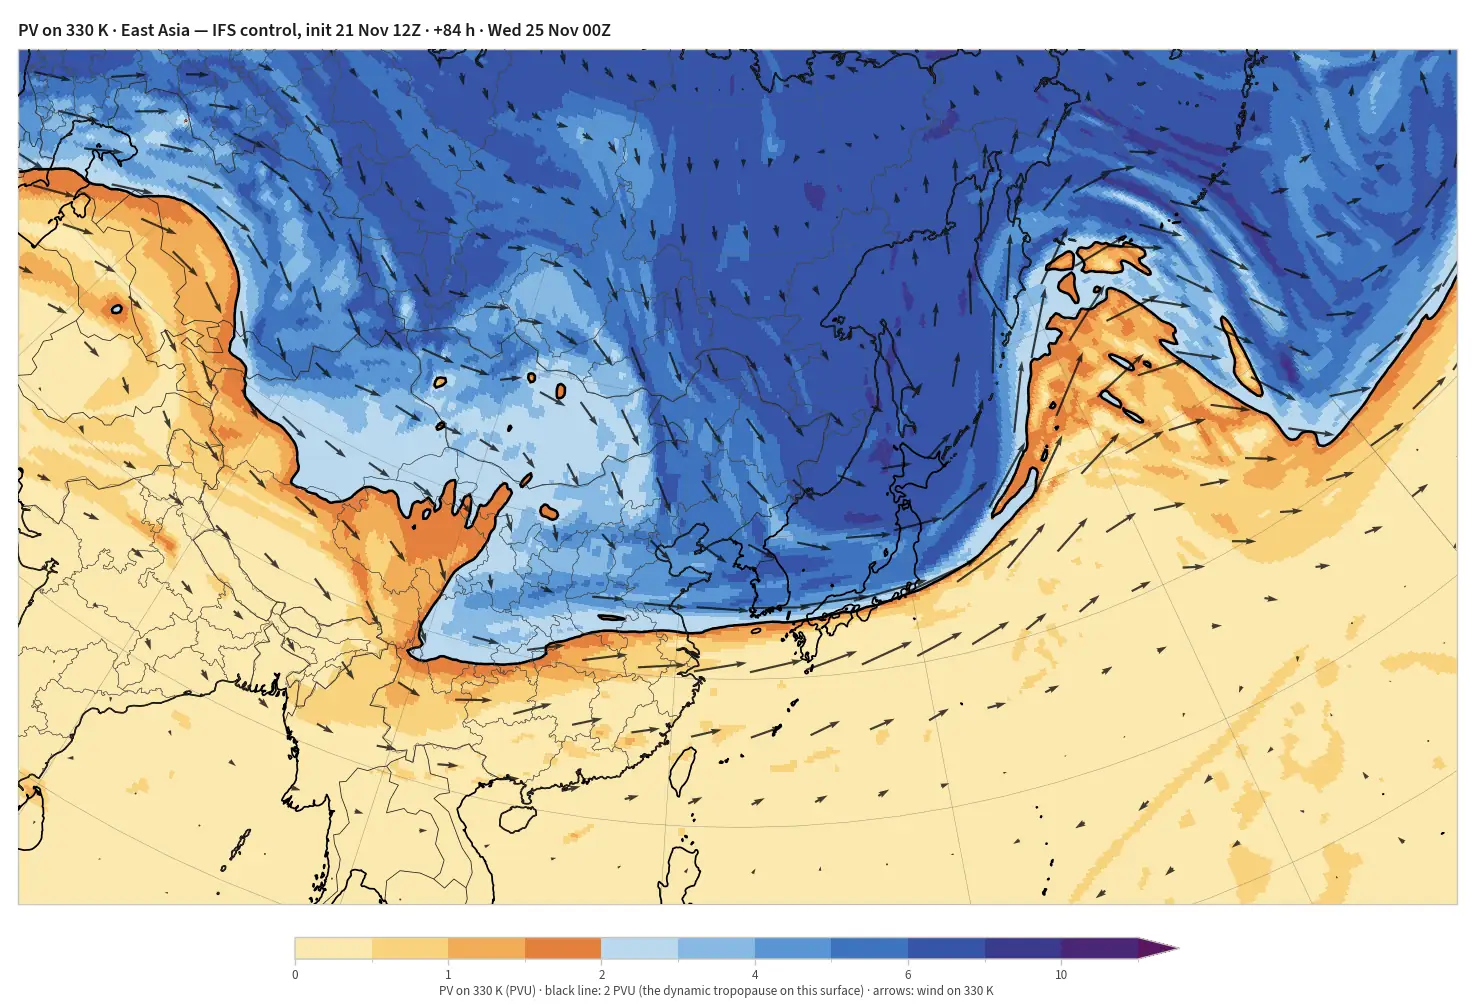 PV on 330 K · East Asia — IFS control, init 21 Nov 12Z · +84 h · Wed 25 Nov 00Z
0 1 2 4 6 10
PV on 330 K (PVU) · black line: 2 PVU (the dynamic tropopause on this surface) · arrows: wind on 330 K